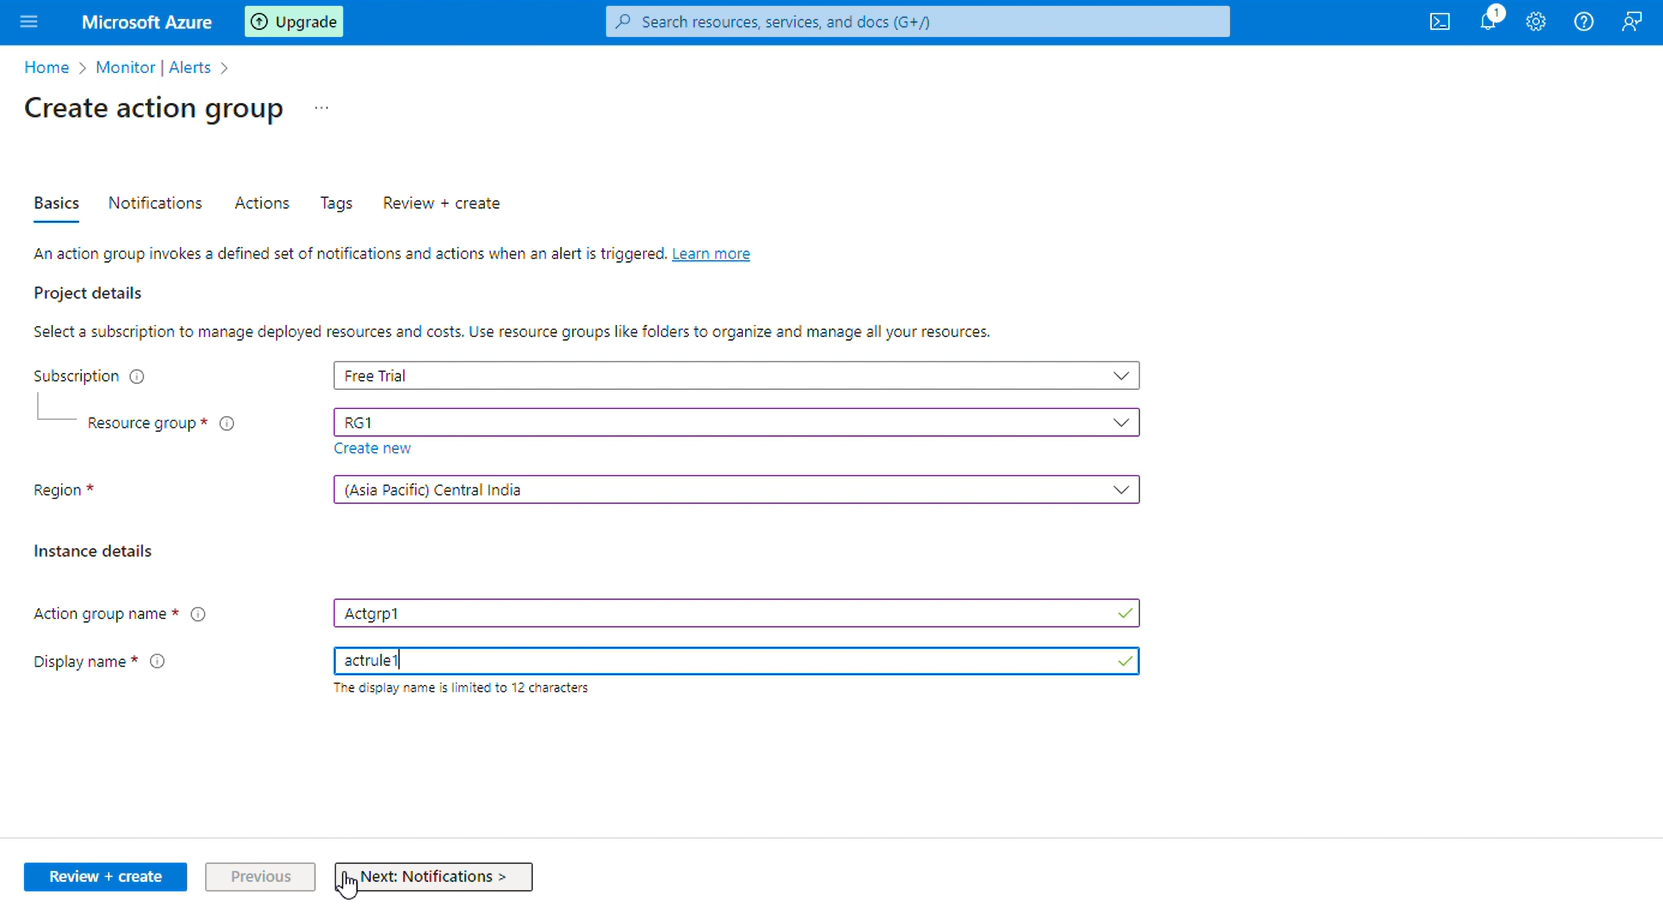 Microsoft Azure
Upgrade
Search resources, services, and docs (G+/)
1
Home > Monitor | Alerts >
Create action group ...
Basics Notifications Actions Tags Review + create
An action group invokes a defined set of notifications and actions when an alert is triggered. Learn more
Project details
Select a subscription to manage deployed resources and costs. Use resource groups like folders to organize and manage all your resources.
Subscription
Free Trial
Resource group *
RG1
Create new
Region *
(Asia Pacific) Central India
Instance details
Action group name *
Actgrp1
Display name *
actrule1
The display name is limited to 12 characters
Review + create
Previous
Next: Notifications >